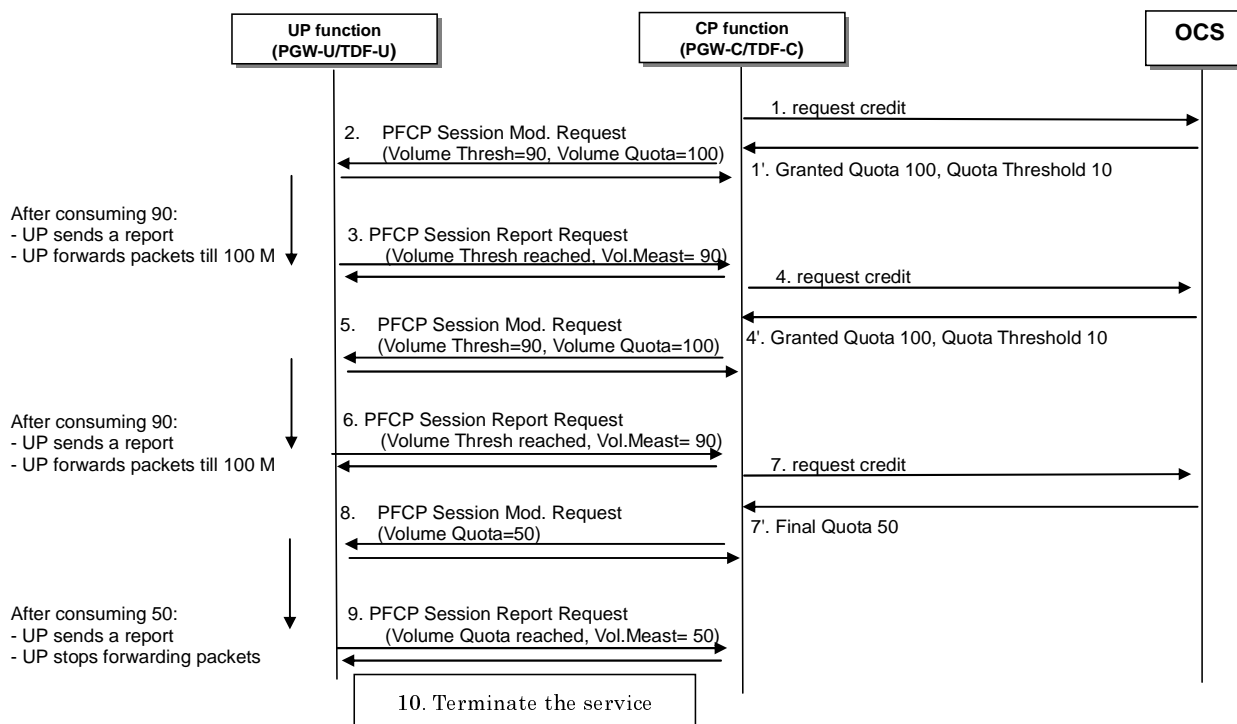 UP function
(PGW-U/TDF-U)
CP function
(PGW-C/TDF-C)
OCS
1. request credit
2. PFCP Session Mod. Request
(Volume Thresh=90, Volume Quota=100)
1'. Granted Quota 100, Quota Threshold 10
After consuming 90:
- UP sends a report
- UP forwards packets till 100 M
3. PFCP Session Report Request
(Volume Thresh reached, Vol.Meast= 90)
4. request credit
5. PFCP Session Mod. Request
(Volume Thresh=90, Volume Quota=100)
4'. Granted Quota 100, Quota Threshold 10
After consuming 90:
- UP sends a report
- UP forwards packets till 100 M
6. PFCP Session Report Request
(Volume Thresh reached, Vol.Meast= 90)
7. request credit
8. PFCP Session Mod. Request
(Volume Quota=50)
7'. Final Quota 50
After consuming 50:
- UP sends a report
- UP stops forwarding packets
9. PFCP Session Report Request
(Volume Quota reached, Vol.Meast= 50)
10. Terminate the service